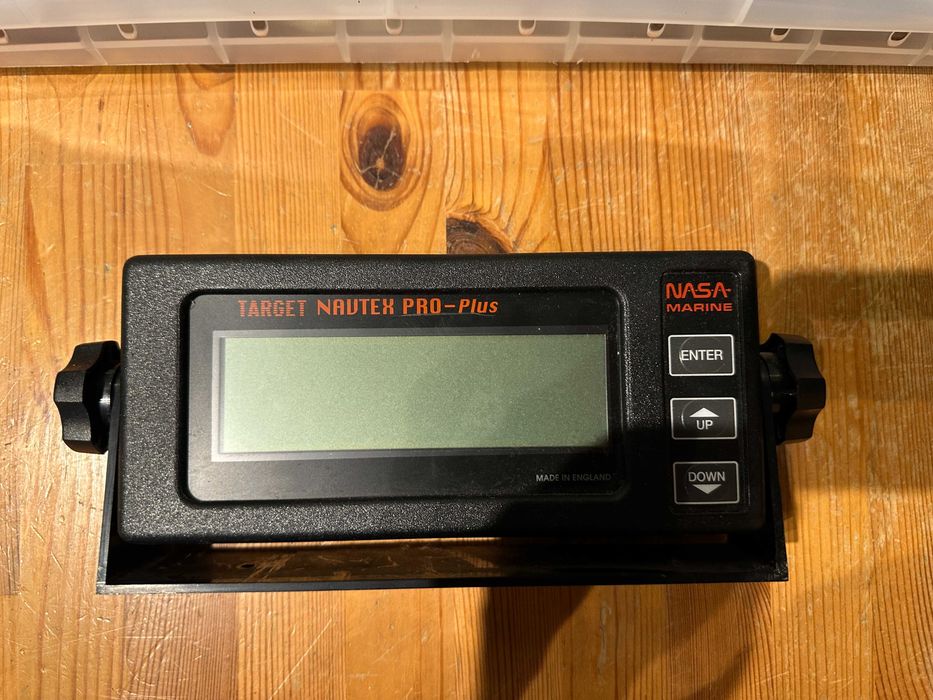 TARGET NAVTEX PRO-Plus
NASA
MARINE
ENTER
UP
DOWN
MADE IN ENGLAND